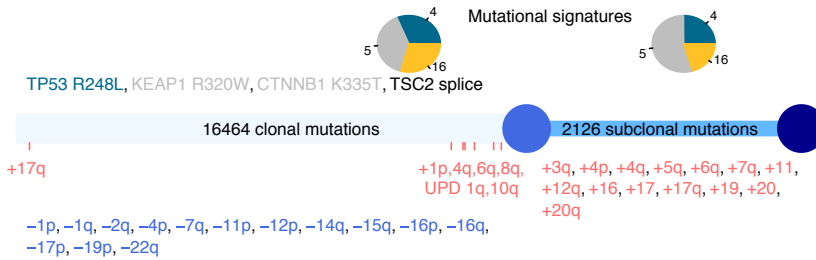 Mutational signatures
4
5
16
4
5
16
TP53 R248L, KEAP1 R320W, CTNNB1 K335T, TSC2 splice
16464 clonal mutations
2126 subclonal mutations
+17q
+1p,4q,6q,8q,
UPD 1q,10q
+3q, +4p, +4q, +5q, +6q, +7q, +11,
+12q, +16, +17, +17q, +19, +20,
+20q
–1p, –1q, –2q, –4p, –7q, –11p, –12p, –14q, –15q, –16p, –16q,
–17p, –19p, –22q